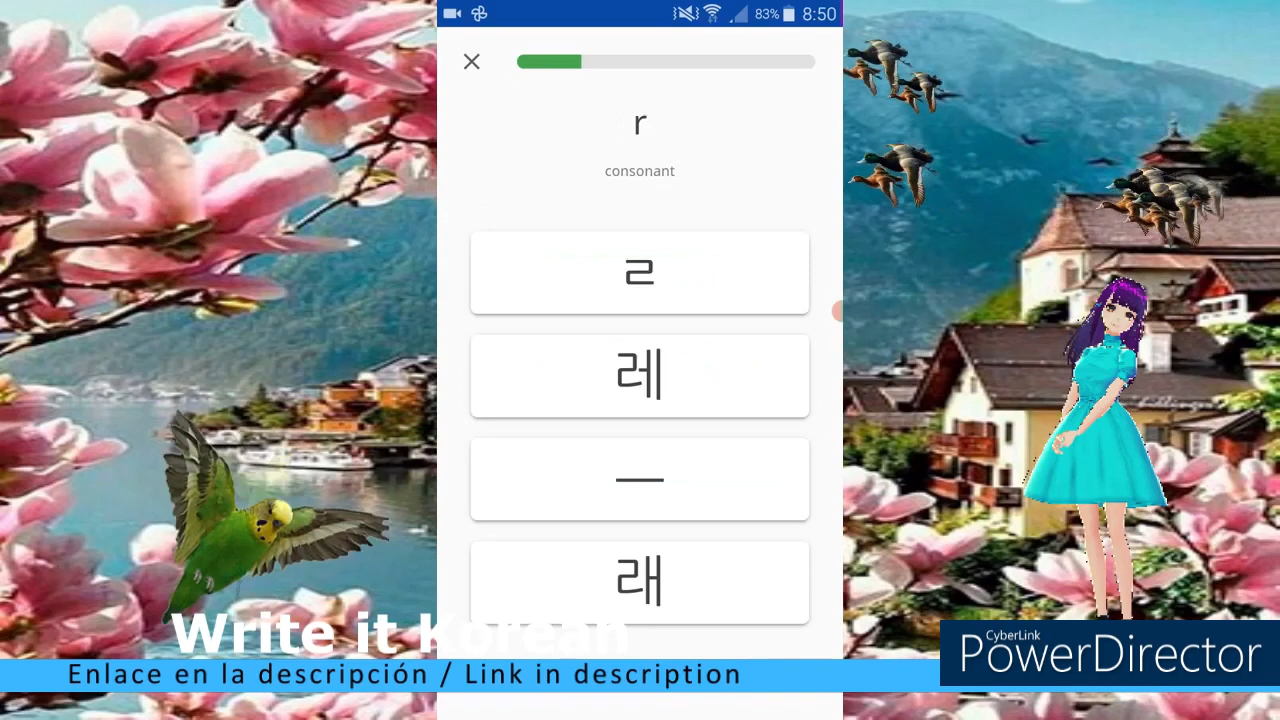 83% 8:50
r
consonant
ㄹ
레
ㅡ
래
Write it Korean
Enlace en la descripción / Link in description
CyberLink
PowerDirector